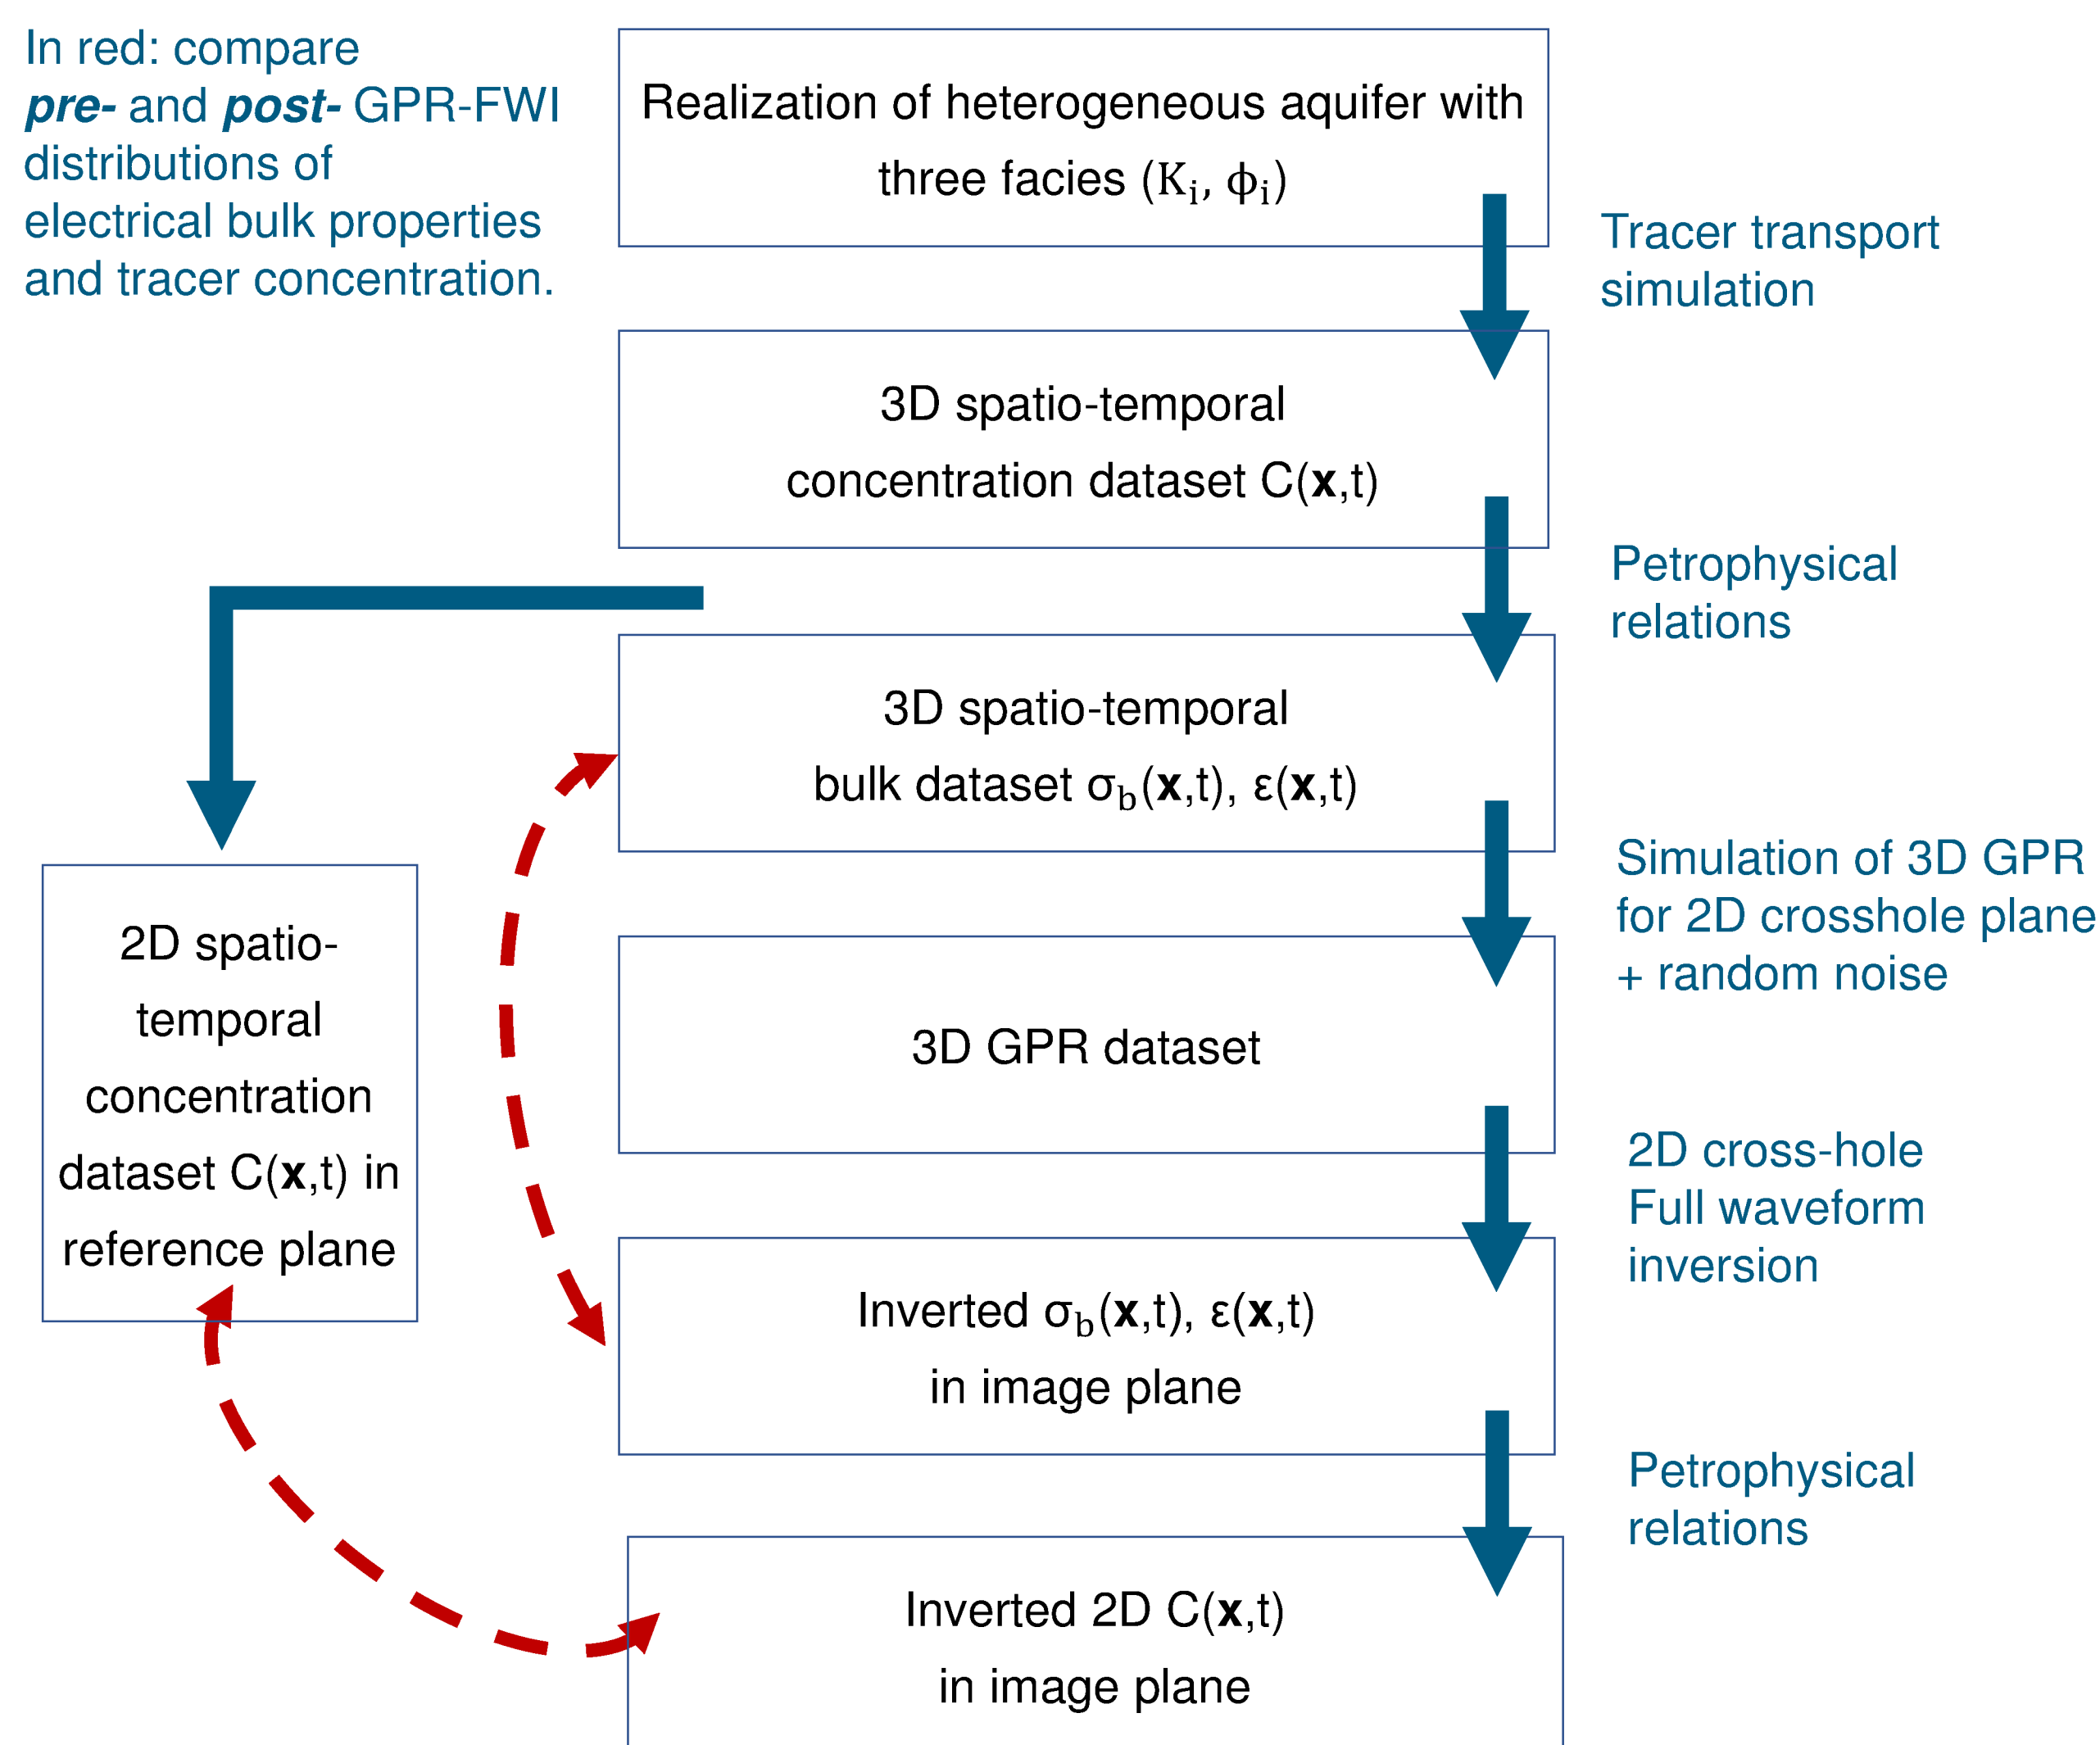 In red: compare
pre- and post- GPR-FWI
distributions of
electrical bulk properties
and tracer concentration.
Realization of heterogeneous aquifer with
three facies (Kᵢ, ϕᵢ)
Tracer transport
simulation
3D spatio-temporal
concentration dataset C(x,t)
Petrophysical
relations
3D spatio-temporal
bulk dataset σb(x,t), ε(x,t)
Simulation of 3D GPR
for 2D crosshole plane
+ random noise
2D spatio-
temporal
concentration
dataset C(x,t) in
reference plane
3D GPR dataset
2D cross-hole
Full waveform
inversion
Inverted σb(x,t), ε(x,t)
in image plane
Petrophysical
relations
Inverted 2D C(x,t)
in image plane